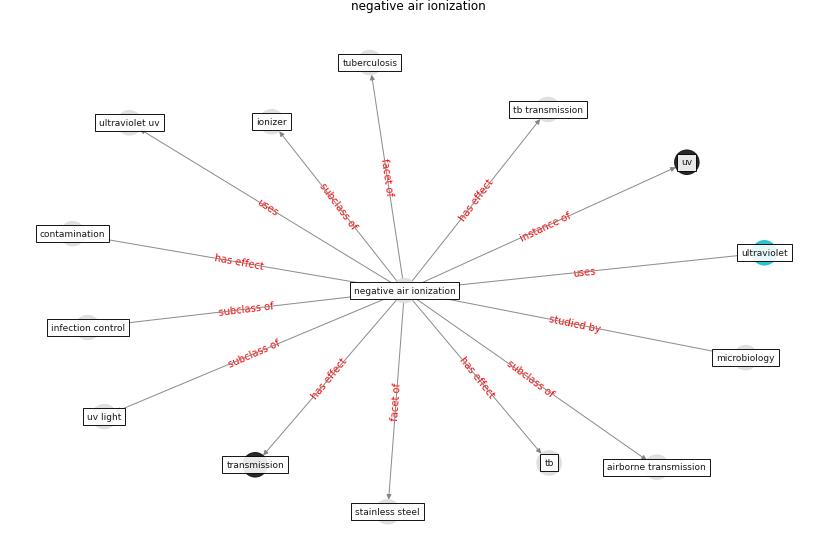 negative air ionization
tuberculosis
tb transmission
ionizer
ultraviolet uv
uv
facet of
has effect
subclass of
uses
instance of
contamination
ultraviolet
has effect
uses
negative air ionization
subclass of
studied by
infection control
microbiology
subclass of
has effect
has effect
subclass of
facet of
uv light
transmission
tb
airborne transmission
stainless steel